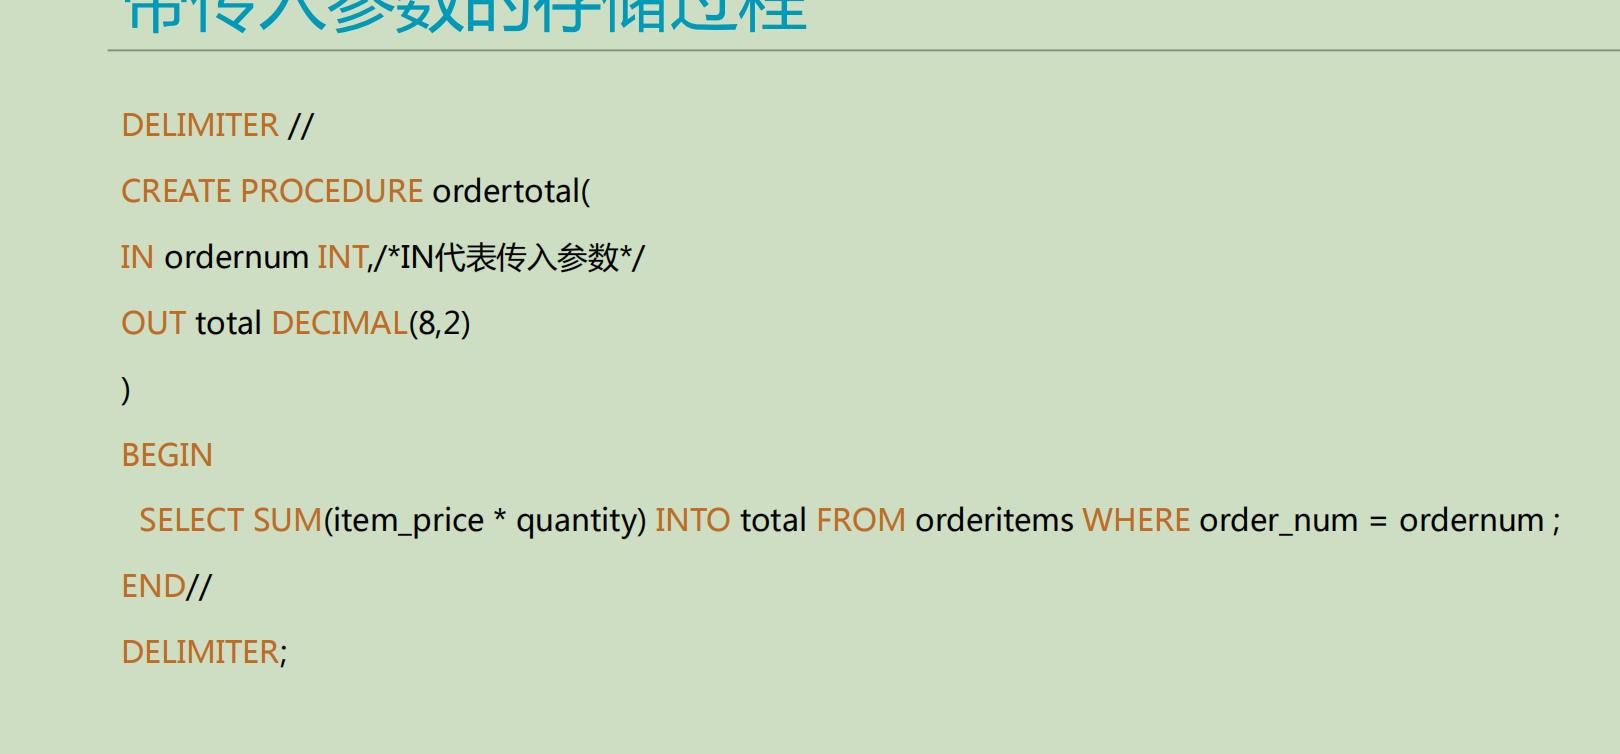 带传入参数的存储过程
DELIMITER //
CREATE PROCEDURE ordertotal(
IN ordernum INT,/*IN代表传入参数*/
OUT total DECIMAL(8,2)
)
BEGIN
SELECT SUM(item_price * quantity) INTO total FROM orderitems WHERE order_num = ordernum ;
END//
DELIMITER;